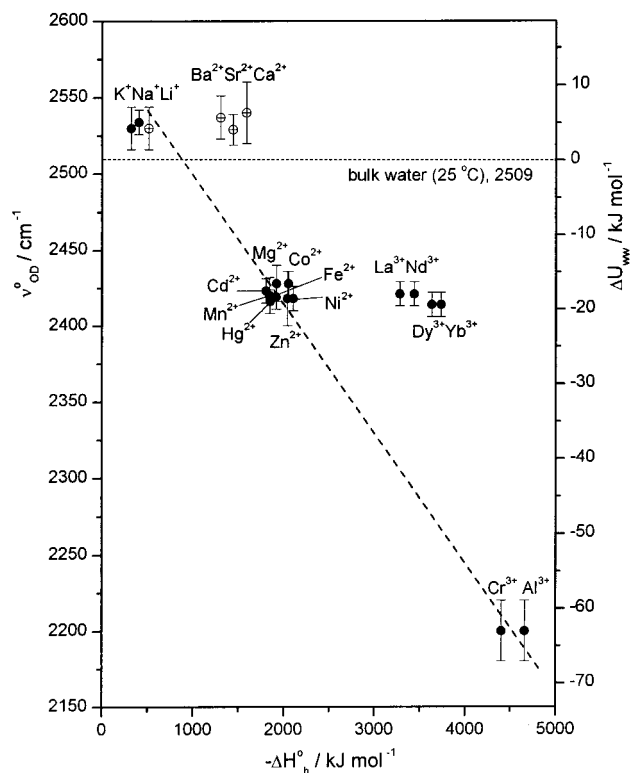 2600
2550
2500
2450
2400
2350
2300
2250
2200
2150
ν°OD / cm⁻¹
K⁺Na⁺Li⁺
Ba²⁺Sr²⁺Ca²⁺
bulk water (25 °C), 2509
Mg²⁺
Co²⁺
Cd²⁺
Fe²⁺
Mn²⁺
Ni²⁺
Hg²⁺
Zn²⁺
La³⁺Nd³⁺
Dy³⁺Yb³⁺
Cr³⁺ Al³⁺
10
0
-10
-20
-30
-40
-50
-60
-70
ΔUww / kJ mol⁻¹
0 1000 2000 3000 4000 5000
-ΔH°h / kJ mol⁻¹